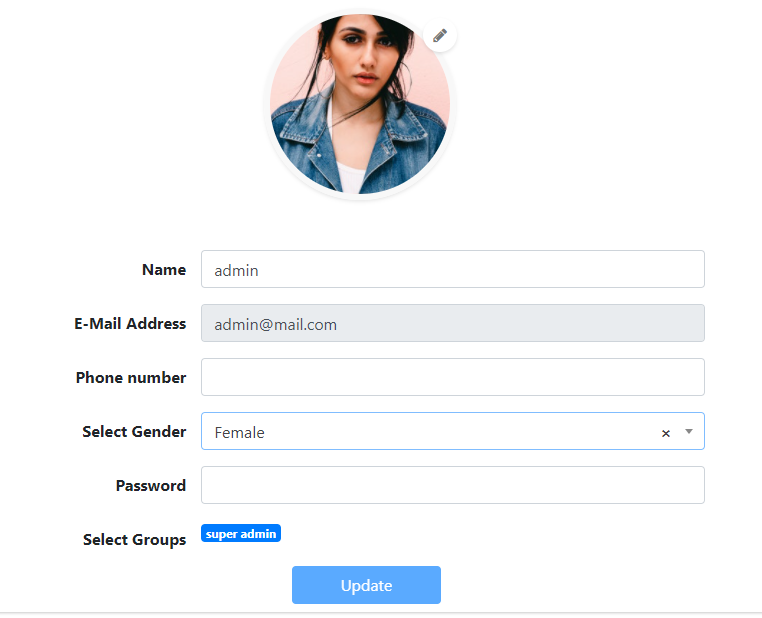 Name admin
E-Mail Address admin@mail.com
Phone number
Select Gender Female × 
Password
Select Groups super admin
Update